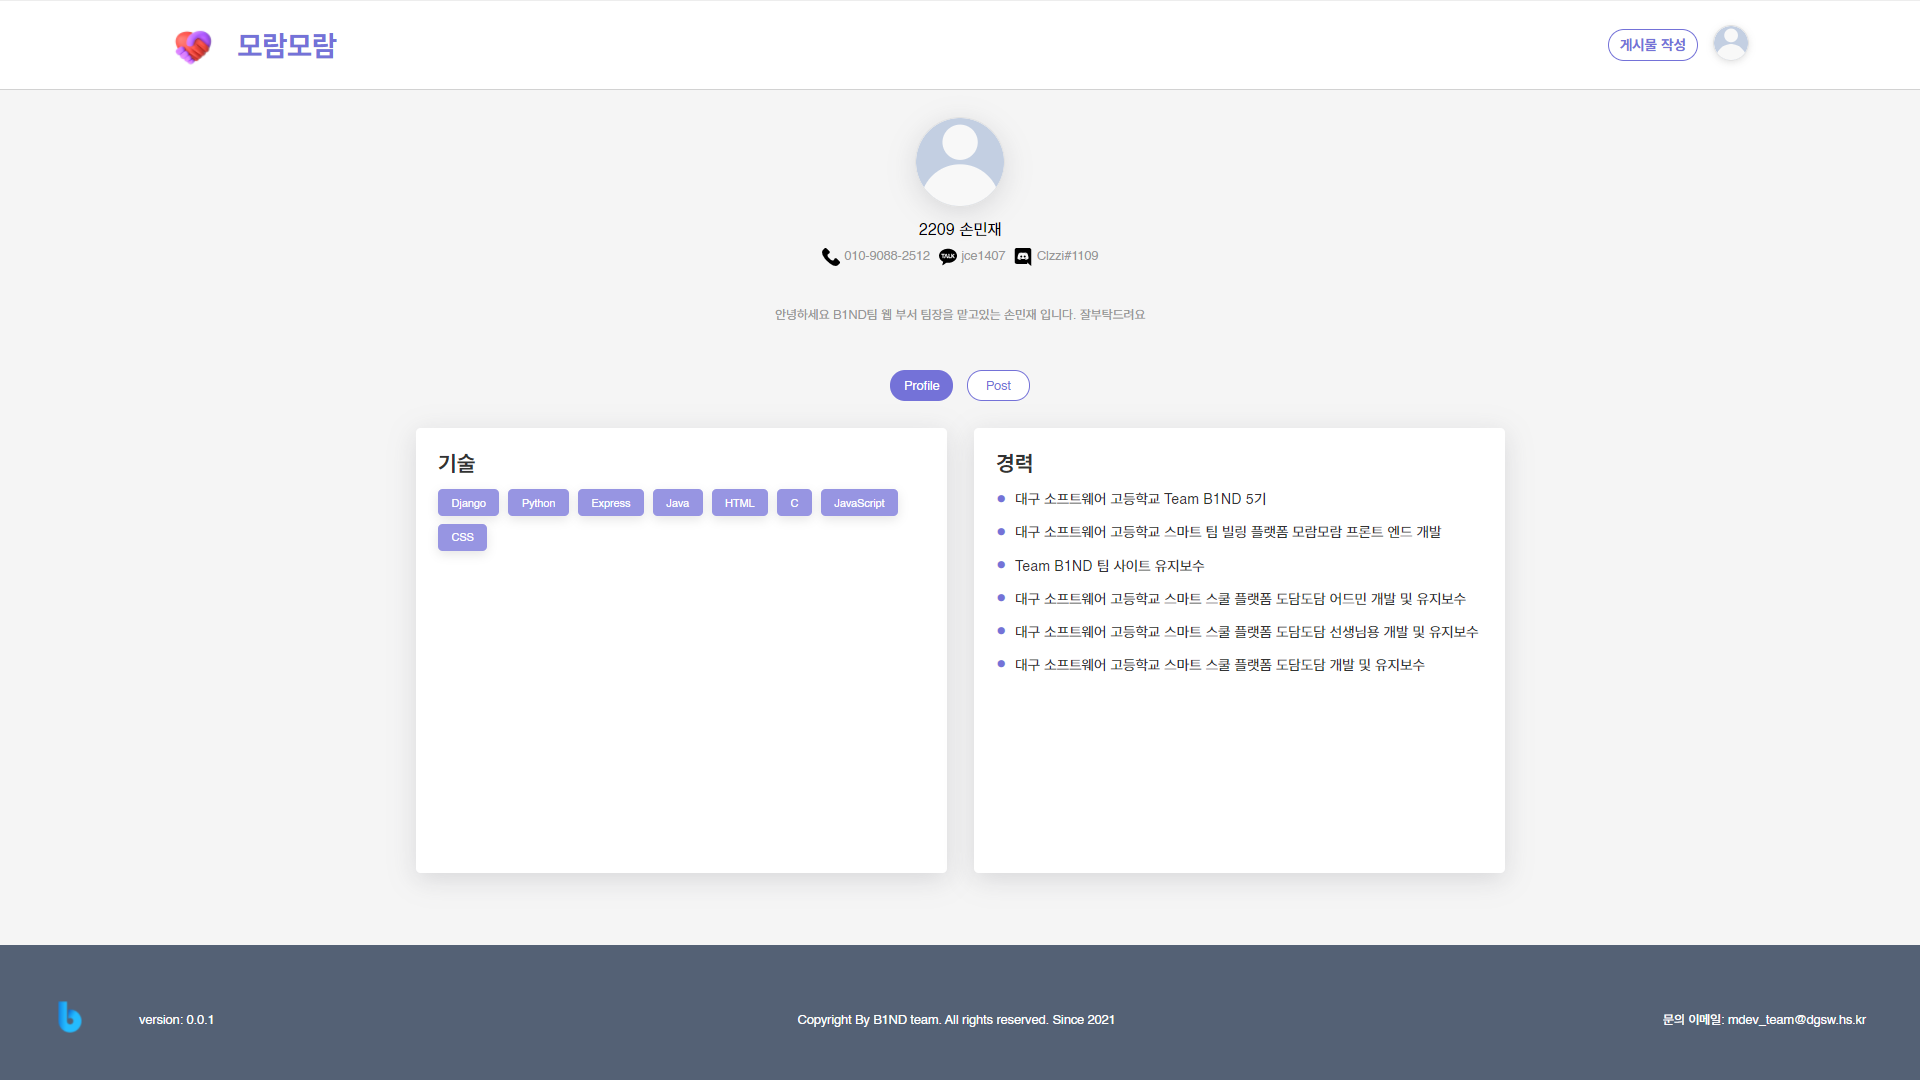 모람모람
게시물 작성
2209 손민재
010-9088-2512 TALK jce1407 Clzzi#1109
안녕하세요 B1ND팀 웹 부서 팀장을 맡고있는 손민재 입니다. 잘부탁드려요
Profile Post
기술
Django Python Express Java HTML C JavaScript
CSS
경력
대구 소프트웨어 고등학교 Team B1ND 5기
대구 소프트웨어 고등학교 스마트 팀 빌링 플랫폼 모람모람 프론트 엔드 개발
Team B1ND 팀 사이트 유지보수
대구 소프트웨어 고등학교 스마트 스쿨 플랫폼 도담도담 어드민 개발 및 유지보수
대구 소프트웨어 고등학교 스마트 스쿨 플랫폼 도담도담 선생님용 개발 및 유지보수
대구 소프트웨어 고등학교 스마트 스쿨 플랫폼 도담도담 개발 및 유지보수
version: 0.0.1
Copyright By B1ND team. All rights reserved. Since 2021
문의 이메일: mdev_team@dgsw.hs.kr